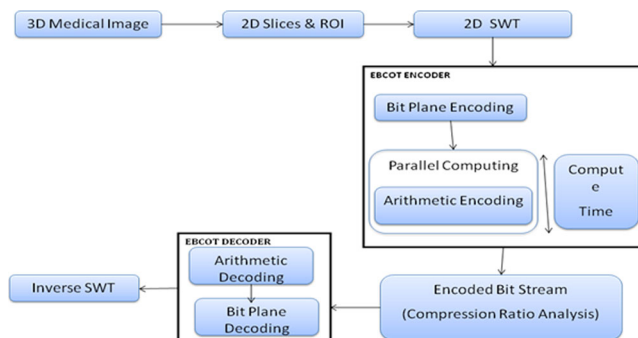 3D Medical Image
2D Slices & ROI
2D SWT
EBCOT ENCODER
Bit Plane Encoding
Parallel Computing
Arithmetic Encoding
Comput
e
Time
EBCOT DECODER
Arithmetic
Decoding
Bit Plane
Decoding
Inverse SWT
Encoded Bit Stream
(Compression Ratio Analysis)